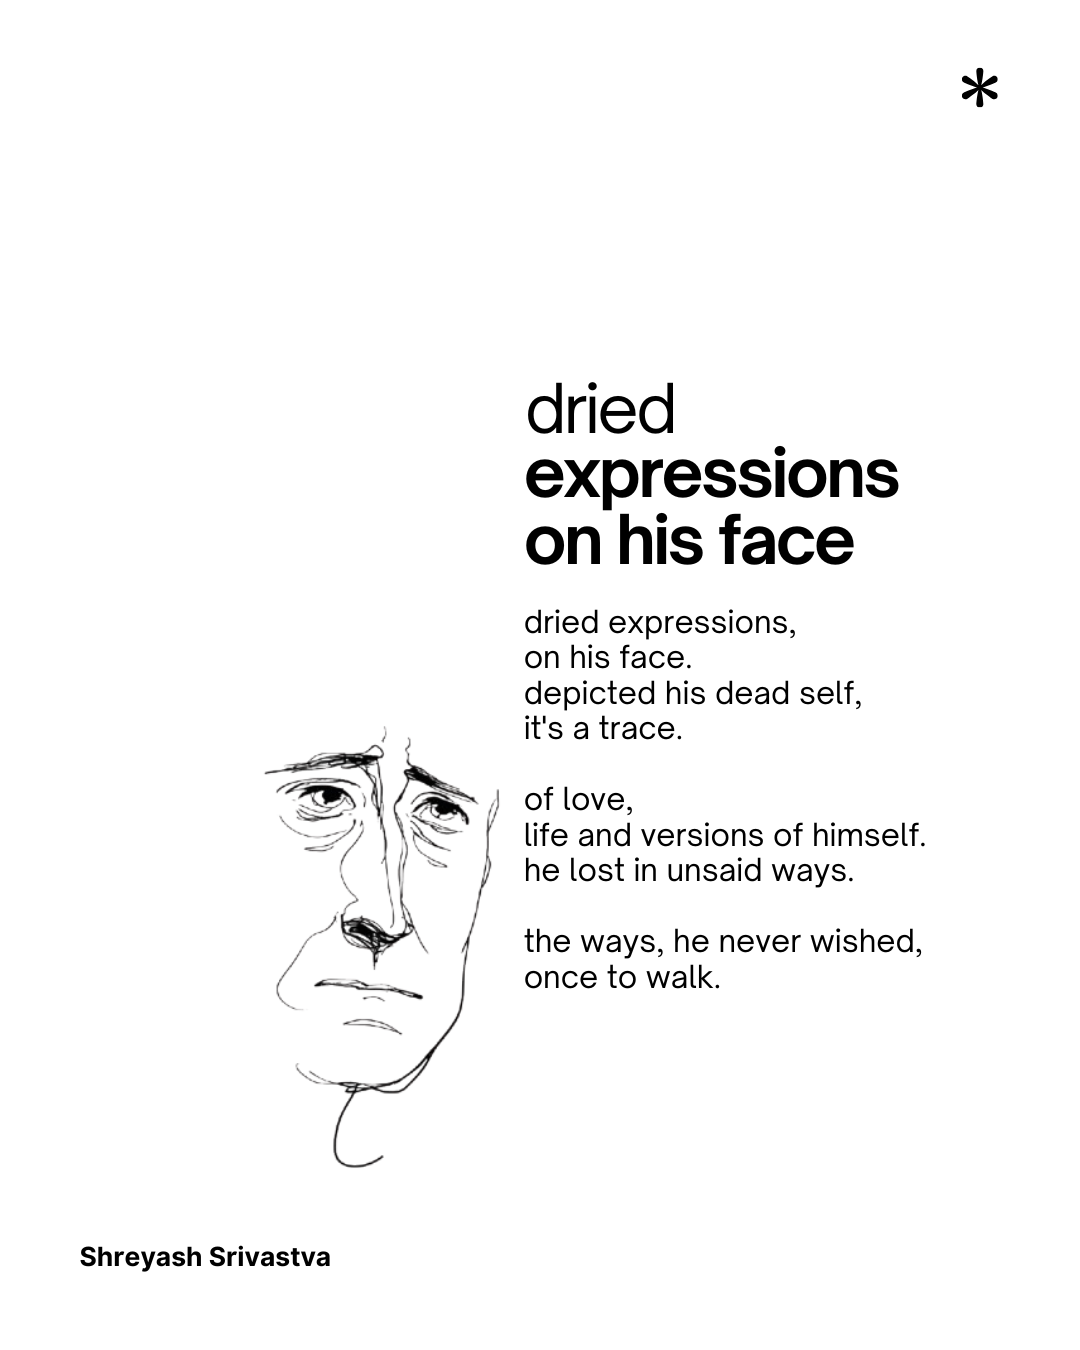 *
dried
expressions
on his face
dried expressions,
on his face.
depicted his dead self,
it's a trace.
of love,
life and versions of himself.
he lost in unsaid ways.
the ways, he never wished,
once to walk.
Shreyash Srivastva